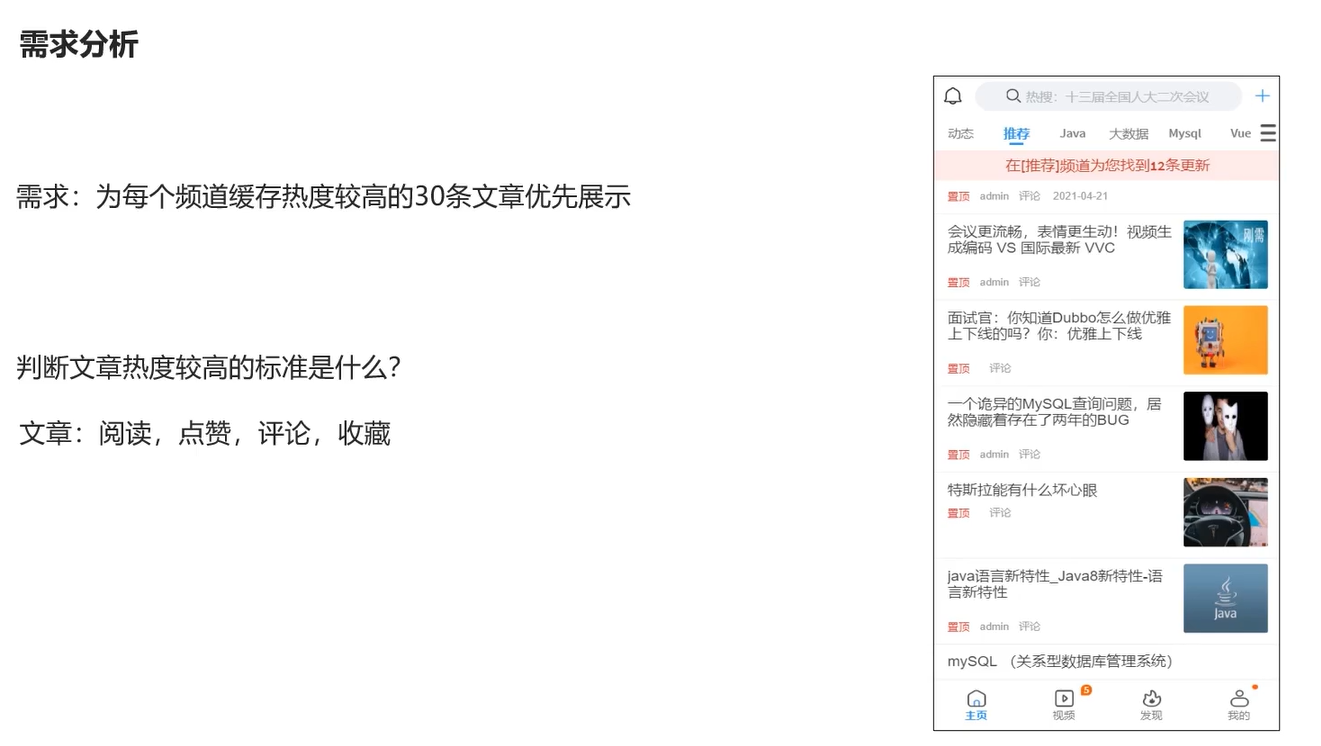 需求分析
需求：为每个频道缓存热度较高的30条文章优先展示
判断文章热度较高的标准是什么？
文章：阅读，点赞，评论，收藏
热搜：十三届全国人大二次会议
动态 推荐 Java 大数据 Mysql Vue
在[推荐]频道为您找到12条更新
置顶 admin 评论 2021-04-21
会议更流畅，表情更生动！视频生
成编码 VS 国际最新 VVC
刚需
置顶 admin 评论
面试官：你知道Dubbo怎么做优雅
上下线的吗？你：优雅上下线
置顶 评论
一个诡异的MySQL查询问题，居
然隐藏着存在了两年的BUG
置顶 admin 评论
特斯拉能有什么坏心眼
置顶 评论
java语言新特性_Java8新特性-语
言新特性
Java
置顶 admin 评论
mySQL （关系型数据库管理系统）
5
主页 视频 发现 我的